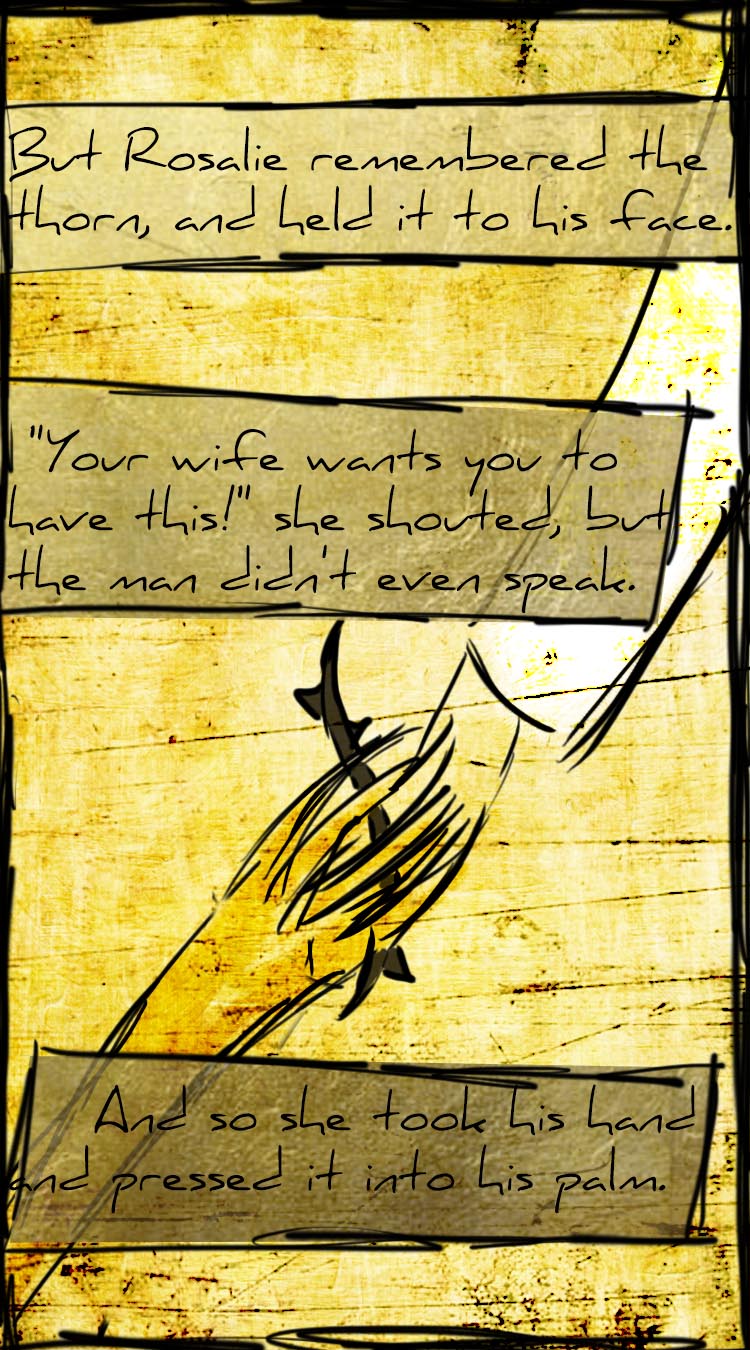 But Rosalie remembered the
thorn, and held it to his face.
"Your wife wants you to
have this!" she shouted, but
the man didn't even speak.
And so she took his hand
and pressed it into his palm.